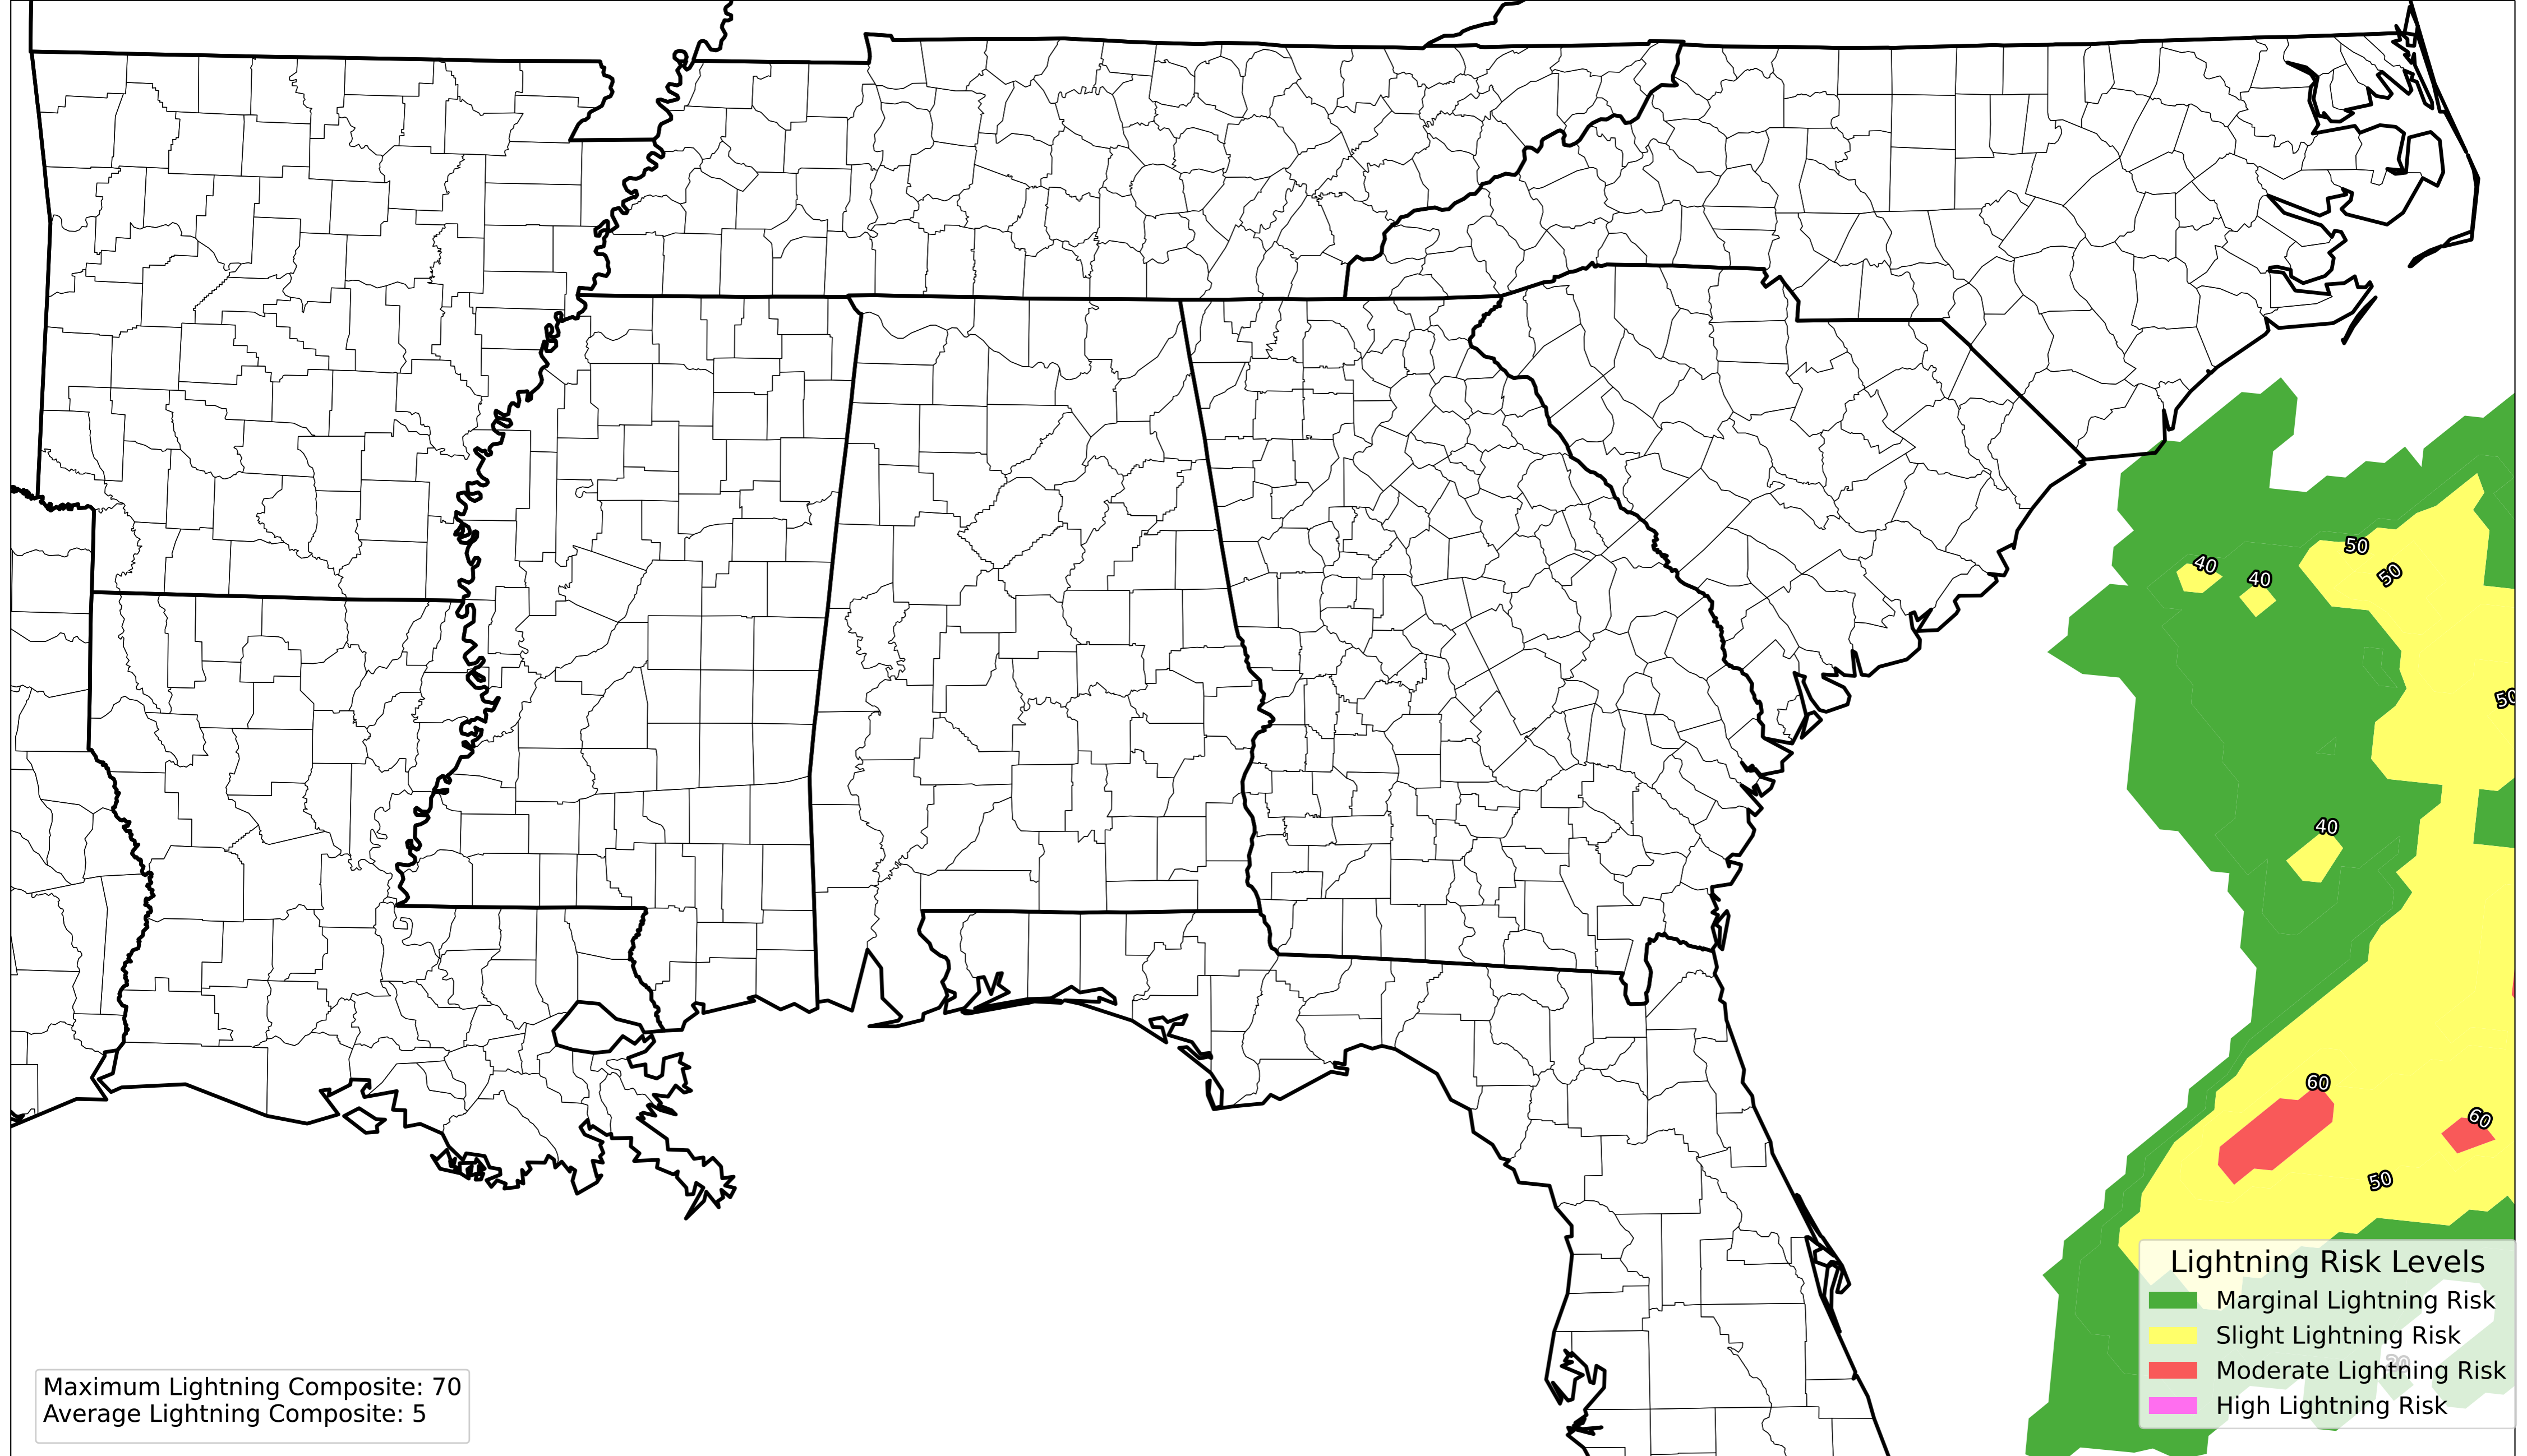 40
40
50
50
50
40
60
60
50
Lightning Risk Levels
Marginal Lightning Risk
Slight Lightning Risk
Moderate Lightning Risk
High Lightning Risk
Maximum Lightning Composite: 70
Average Lightning Composite: 5